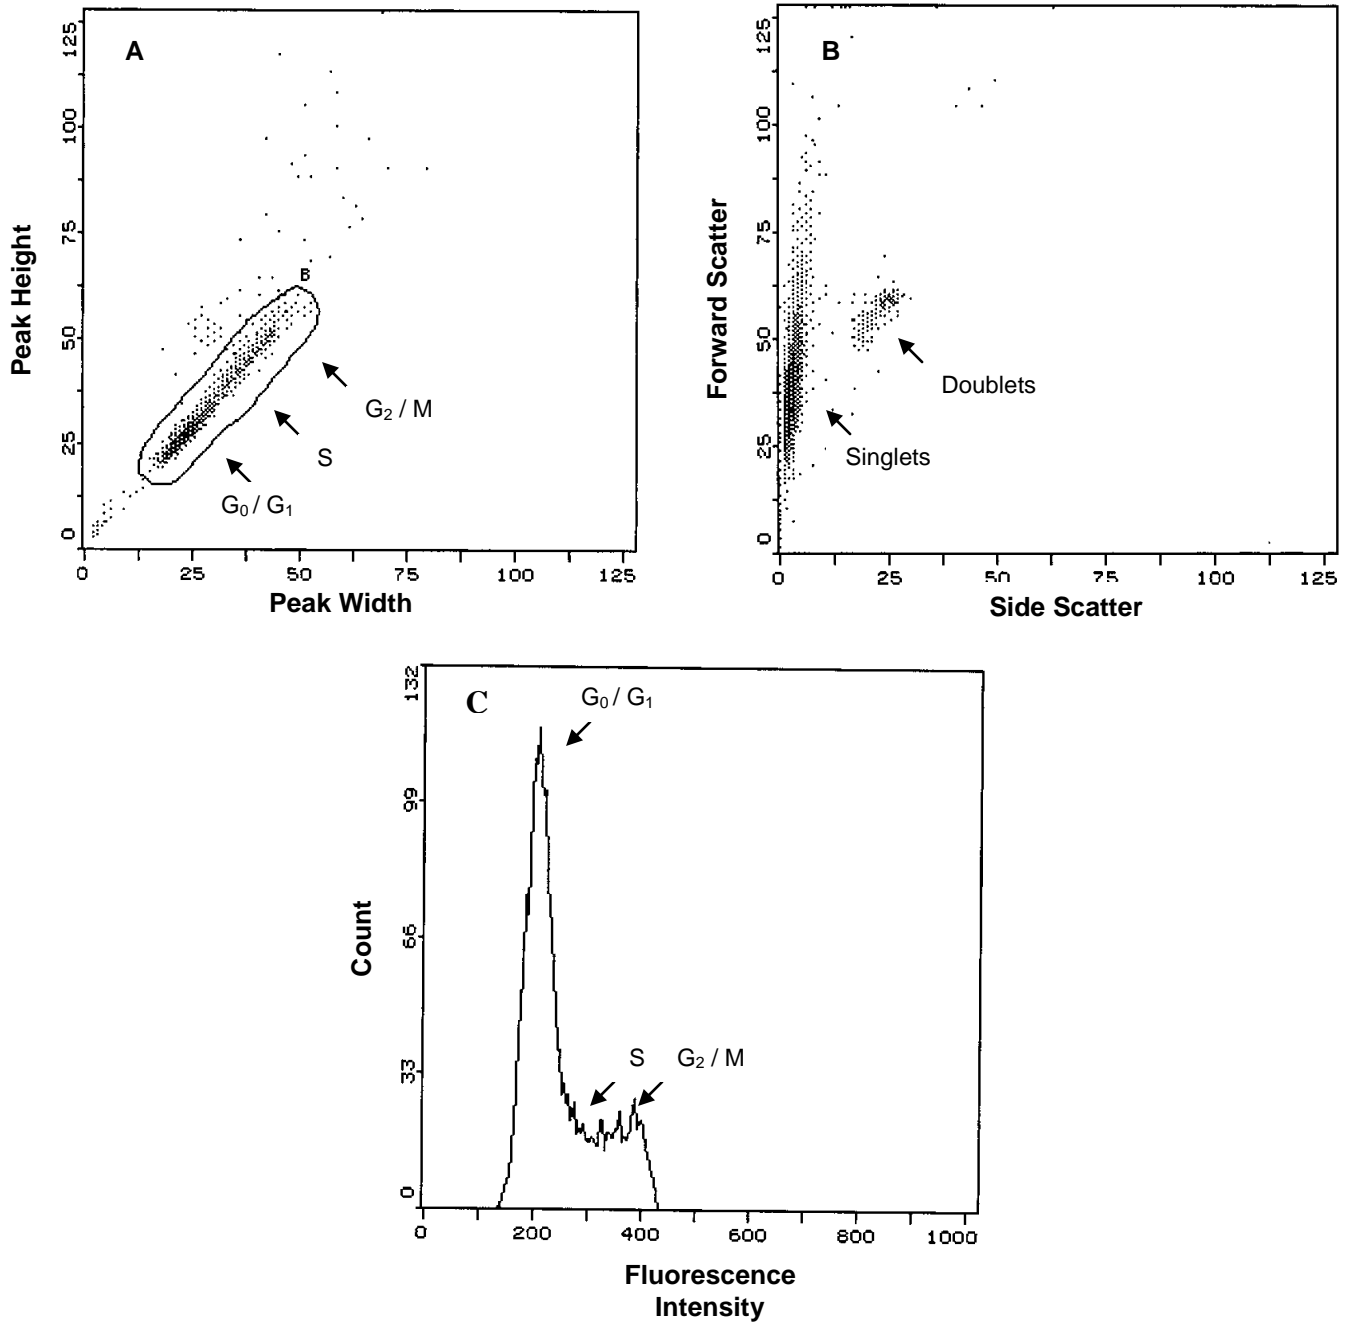 A
125
100
75
50
25
0
Peak Height
B
G₂ / M
S
G₀ / G₁
0 25 50 75 100 125
Peak Width
B
125
100
75
50
25
0
Forward Scatter
Doublets
Singlets
0 25 50 75 100 125
Side Scatter
C
132
99
66
33
0
Count
G₀ / G₁
S G₂ / M
0 200 400 600 800 1000
Fluorescence
Intensity